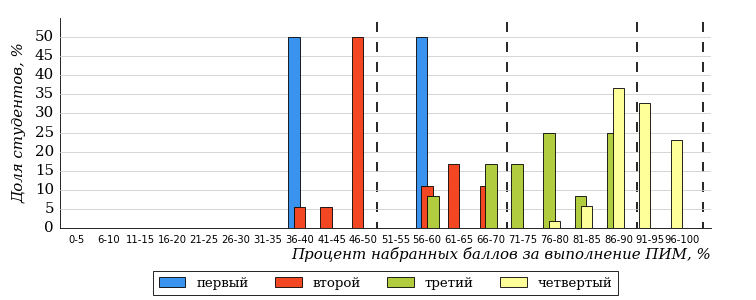 Доля студентов, %
50
45
40
35
30
25
20
15
10
5
0
0-5 6-10 11-15 16-20 21-25 26-30 31-35 36-40 41-45 46-50 51-55 56-60 61-65 66-70 71-75 76-80 81-85 86-90 91-95 96-100
Процент набранных баллов за выполнение ПИМ, %
первый второй третий четвертый